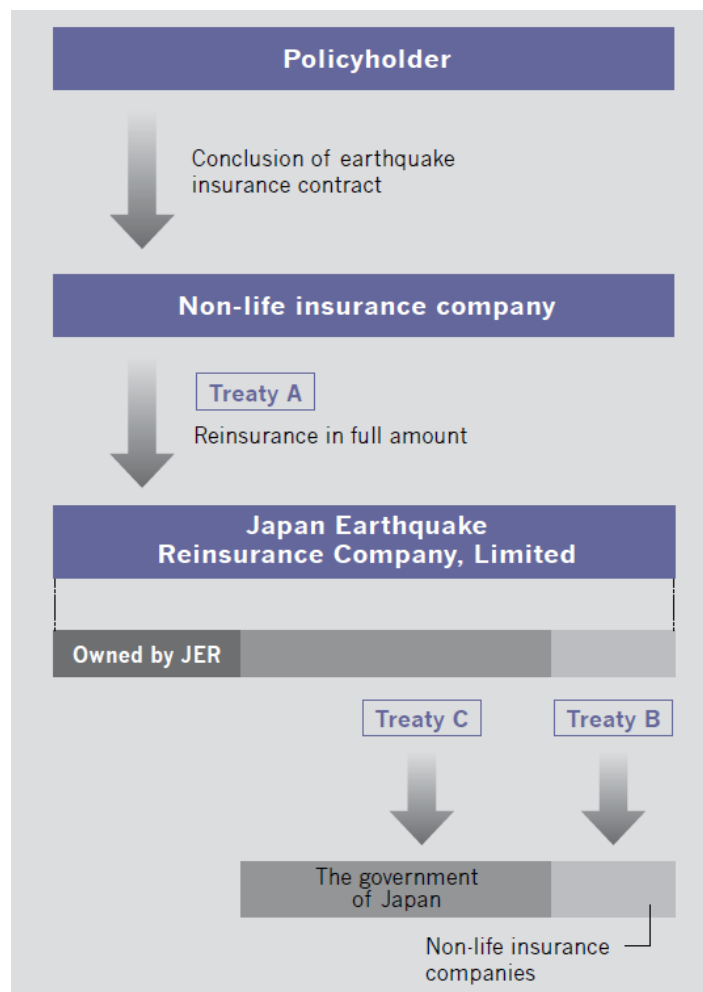 Policyholder
Conclusion of earthquake
insurance contract
Non-life insurance company
Treaty A
Reinsurance in full amount
Japan Earthquake
Reinsurance Company, Limited
Owned by JER
Treaty C
Treaty B
The government
of Japan
Non-life insurance
companies